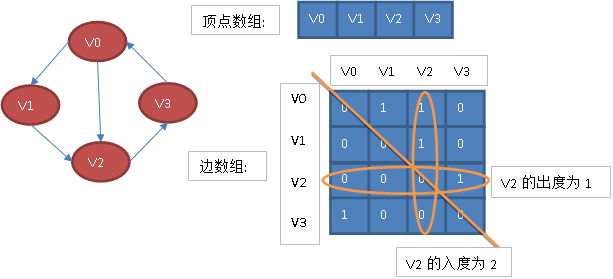 顶点数组:
V0 V1 V2 V3
V0
V1
V3
V2
边数组:
V0 V1 V2 V3
V0 0 1 1 0
V1 0 0 1 0
V2 0 0 0 1
V3 1 0 0 0
V2 的出度为 1
V2 的入度为 2